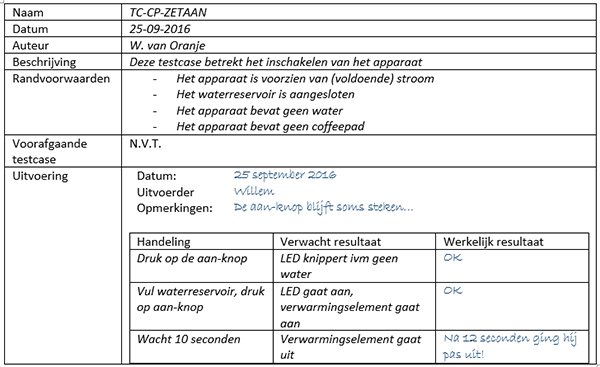 Naam TC-CP-ZETAAN
Datum 25-09-2016
Auteur W. van Oranje
Beschrijving Deze testcase betrekt het inschakelen van het apparaat
Randvoorwaarden - Het apparaat is voorzien van (voldoende) stroom
- Het waterreservoir is aangesloten
- Het apparaat bevat geen water
- Het apparaat bevat geen coffeepad
Voorafgaande N.V.T.
testcase
Uitvoering Datum: 25 september 2016
Uitvoerder Willem
Opmerkingen: De aan-knop blijft soms steken...
Handeling Verwacht resultaat Werkelijk resultaat
Druk op de aan-knop LED knippert ivm geen OK
water
Vul waterreservoir, druk LED gaat aan, OK
op aan-knop verwarmingselement gaat
aan
Wacht 10 seconden Verwarmingselement gaat Na 12 seconden ging hij
uit pas uit!